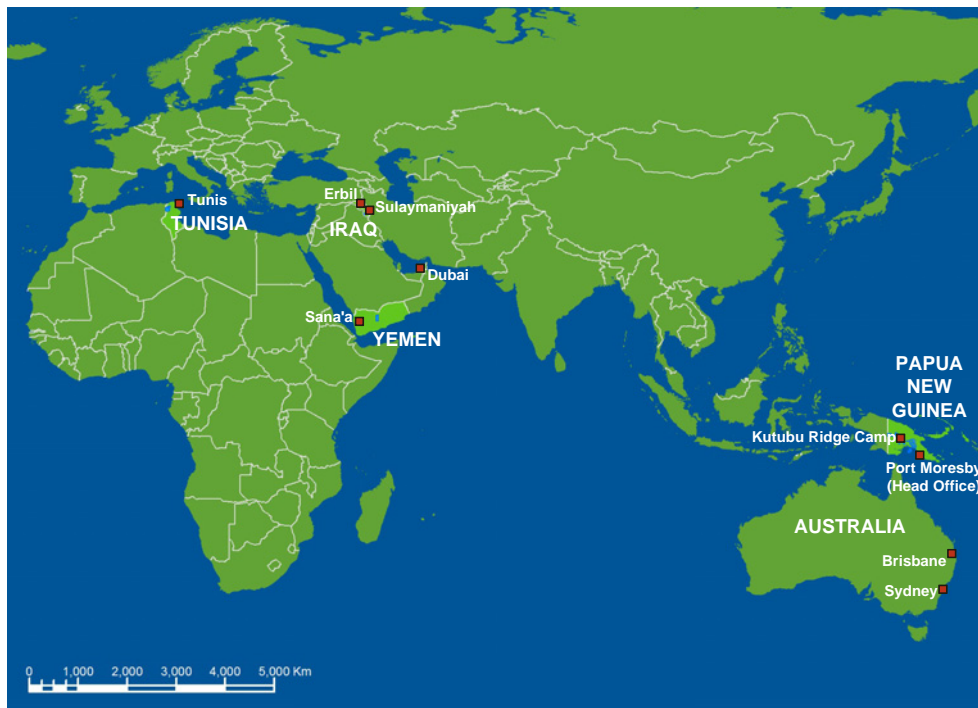 Tunis
TUNISIA
Erbil
Sulaymaniyah
IRAQ
Dubai
Sana'a
YEMEN
PAPUA
NEW
GUINEA
Kutubu Ridge Camp
Port Moresby
(Head Office)
AUSTRALIA
Brisbane
Sydney
0 1,000 2,000 3,000 4,000 5,000 Km